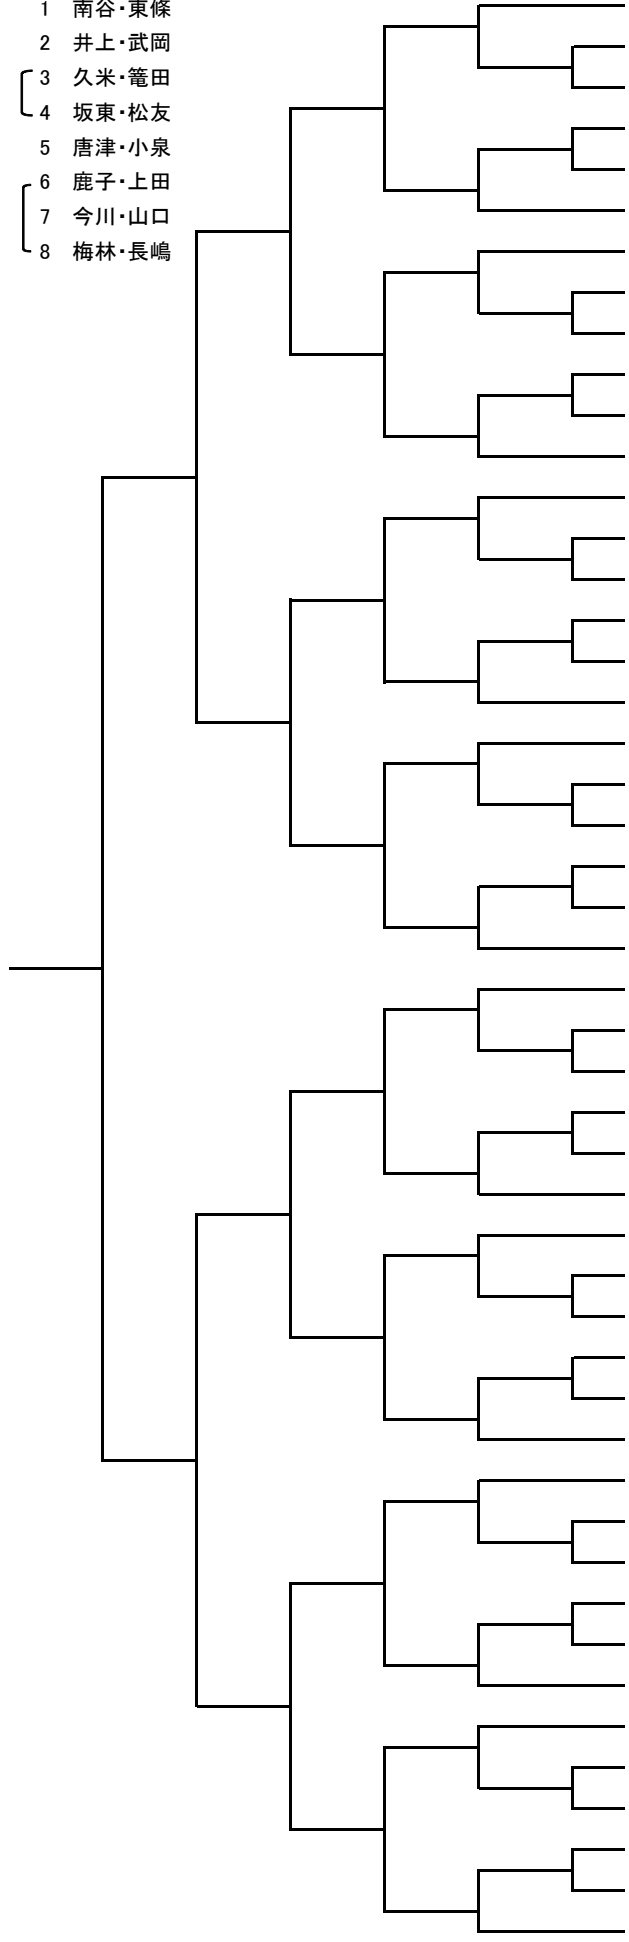 1 南谷・東條
2 井上・武岡
3 久米・篭田
4 坂東・松友
5 唐津・小泉
6 鹿子・上田
7 今川・山口
8 梅林・長嶋